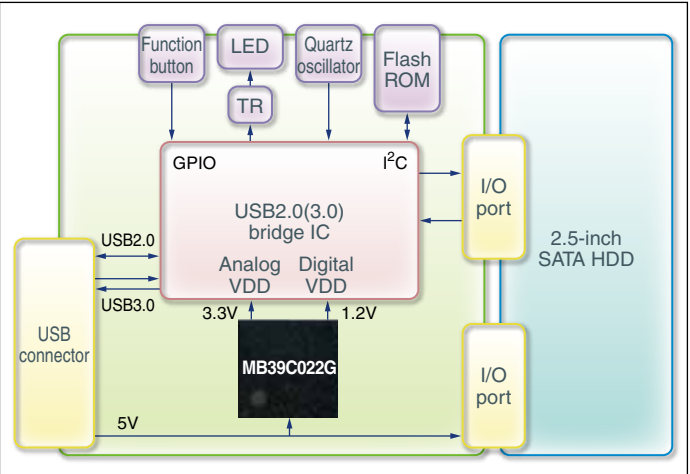 Function
button
LED
Quartz
oscillator
Flash
ROM
TR
GPIO
I²C
USB2.0(3.0)
bridge IC
Analog
VDD
Digital
VDD
I/O
port
2.5-inch
SATA HDD
USB2.0
USB3.0
USB
connector
3.3V
1.2V
MB39C022G
5V
I/O
port